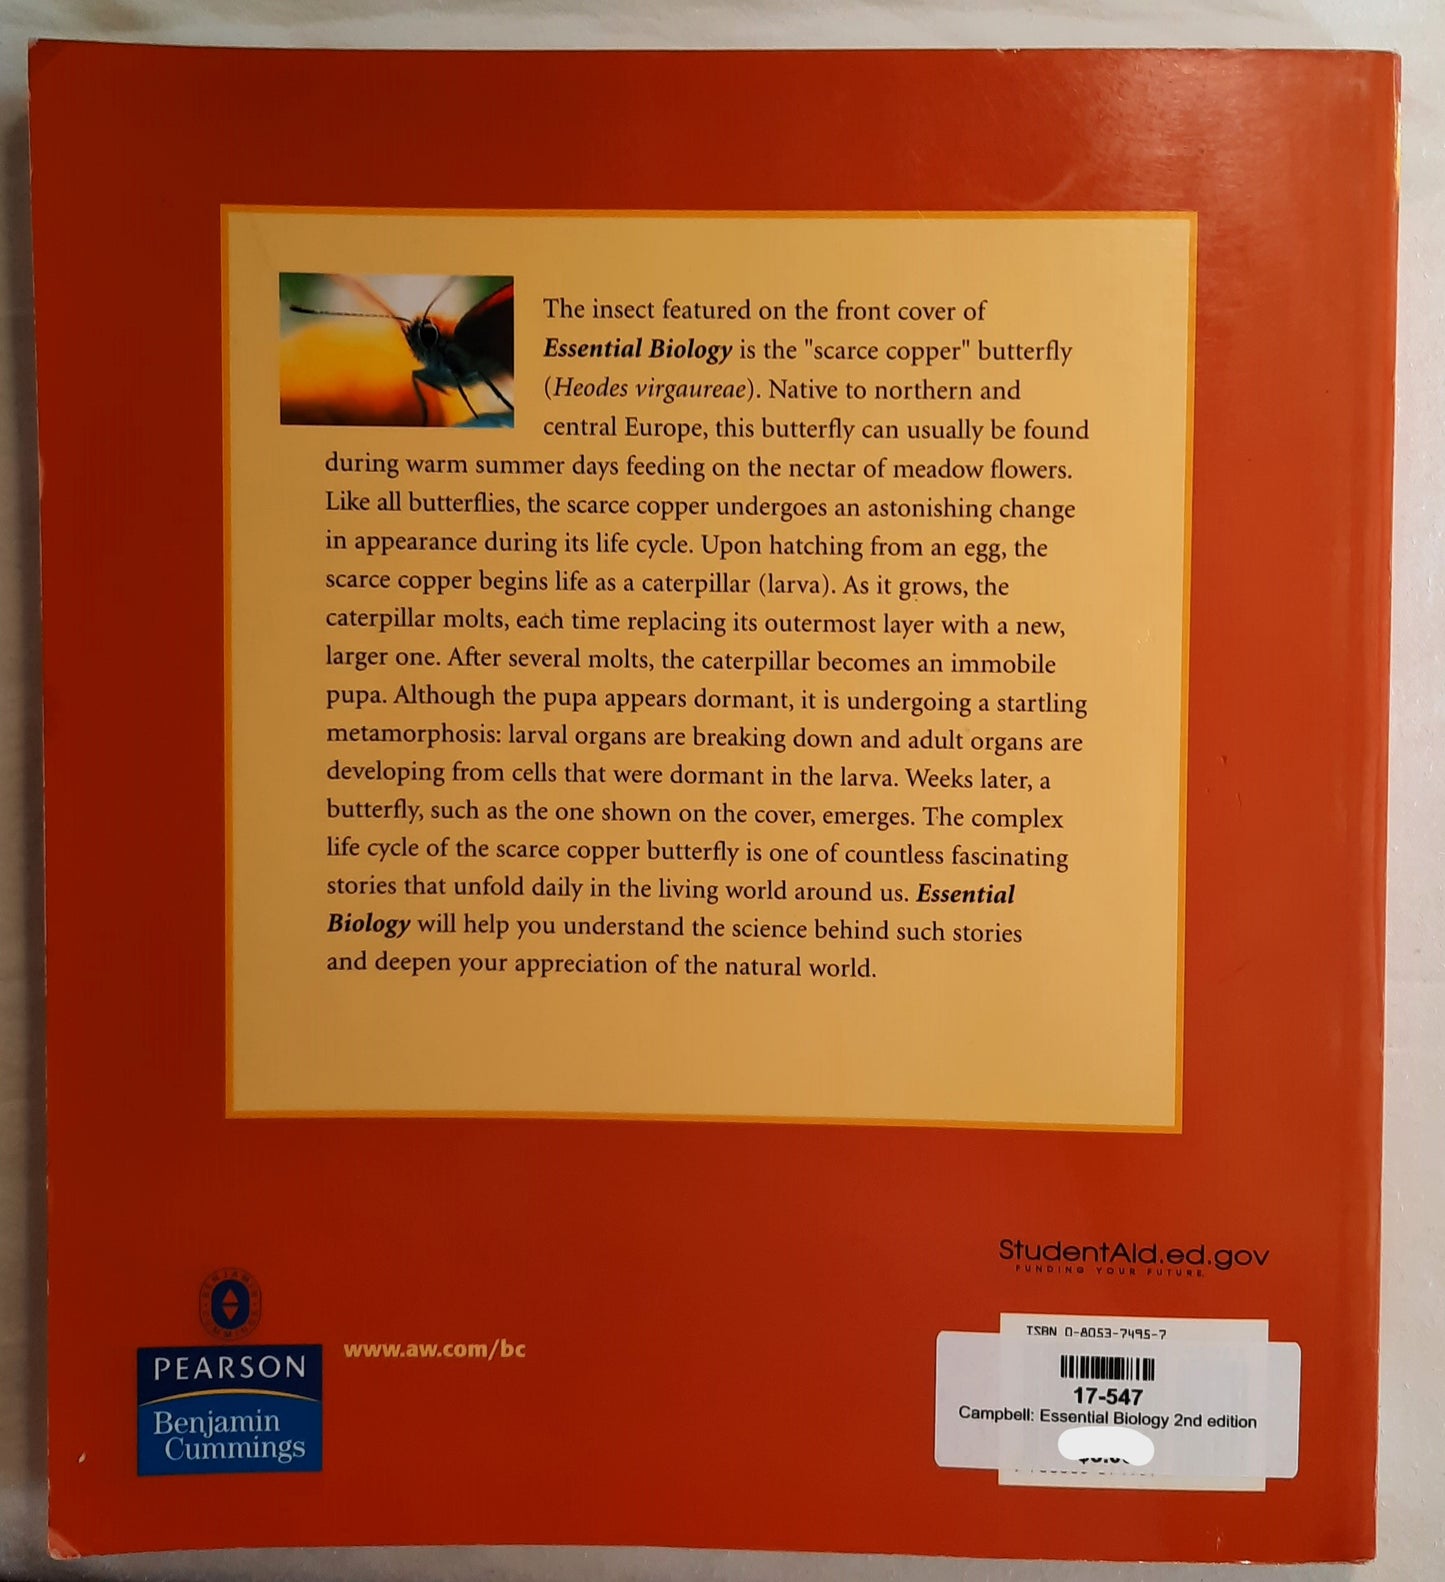 The insect featured on the front cover of
Essential Biology is the "scarce copper" butterfly
(Heodes virgaureae). Native to northern and
central Europe, this butterfly can usually be found
during warm summer days feeding on the nectar of meadow flowers.
Like all butterflies, the scarce copper undergoes an astonishing change
in appearance during its life cycle. Upon hatching from an egg, the
scarce copper begins life as a caterpillar (larva). As it grows, the
caterpillar molts, each time replacing its outermost layer with a new,
larger one. After several molts, the caterpillar becomes an immobile
pupa. Although the pupa appears dormant, it is undergoing a startling
metamorphosis: larval organs are breaking down and adult organs are
developing from cells that were dormant in the larva. Weeks later, a
butterfly, such as the one shown on the cover, emerges. The complex
life cycle of the scarce copper butterfly is one of countless fascinating
stories that unfold daily in the living world around us. Essential
Biology will help you understand the science behind such stories
and deepen your appreciation of the natural world.
StudentAid.ed.gov
FUNDING YOUR FUTURE.
BENJAMIN CUMMINGS
PEARSON
Benjamin
Cummings
www.aw.com/bc
ISBN 0-8053-7495-7
17-547
Campbell: Essential Biology 2nd edition